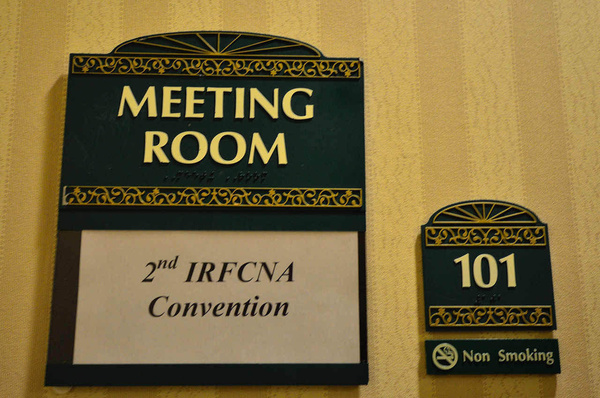 MEETING
ROOM
2nd IRFCNA
Convention
101
Non Smoking